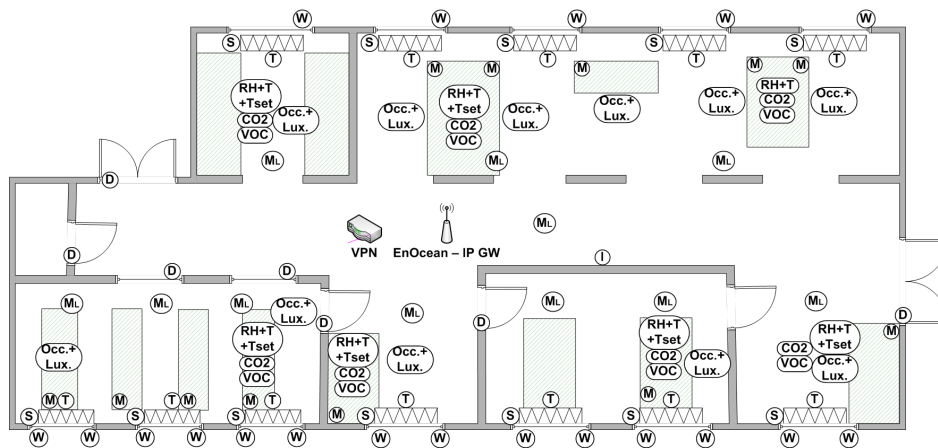 W
W
W
W
W
S
S
S
S
S
T
T
T
T
T
M
M
M
M
M
RH+T
+Tset
CO2
VOC
Occ.+
Lux.
Occ.+
Lux.
RH+T
+Tset
CO2
VOC
Occ.+
Lux.
Occ.+
Lux.
Occ.+
Lux.
RH+T
CO2
VOC
Occ.+
Lux.
ML
ML
ML
D
ML
D
VPN
EnOcean – IP GW
I
D
D
ML
ML
ML
Occ.+
Lux.
ML
ML
ML
ML
D
D
D
Occ.+
Lux.
RH+T
+Tset
CO2
VOC
RH+T
+Tset
CO2
VOC
Occ.+
Lux.
RH+T
+Tset
CO2
VOC
Occ.+
Lux.
RH+T
+Tset
CO2
VOC
Occ.+
Lux.
M
M T
M
T M
M T
M
T
T
M
T
T
S
S
S
S
S
S
S
W
W
W
W
W
W
W
W
W
W
W
W
W
W